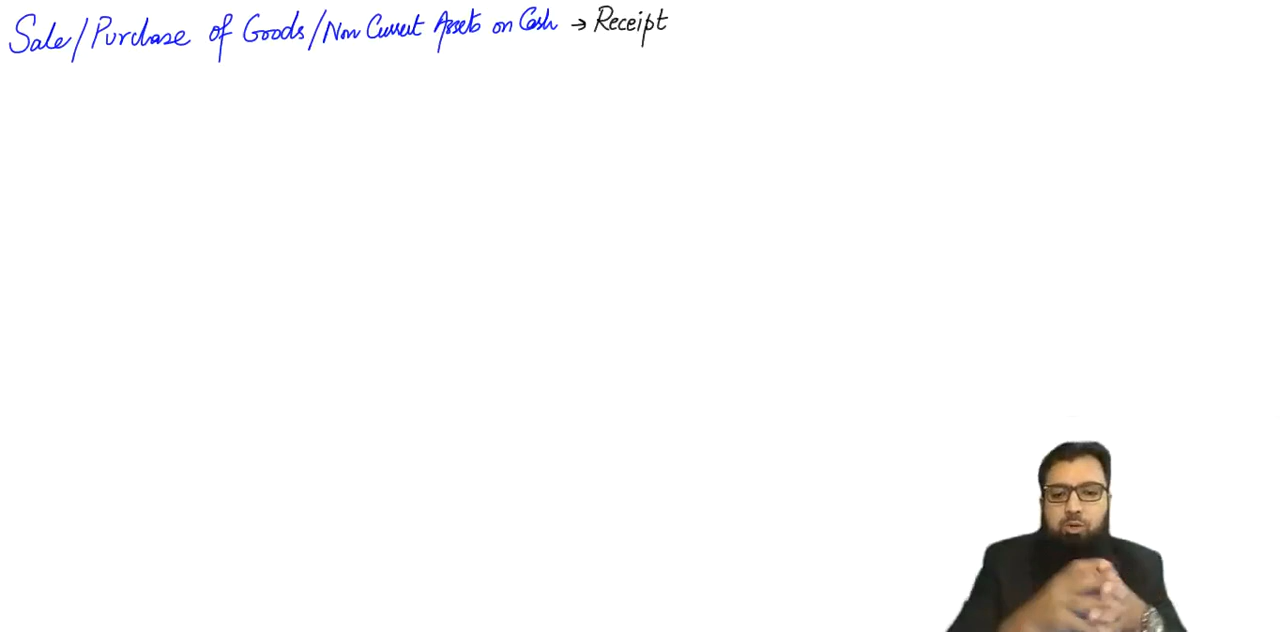 Sale/Purchase of Goods/Non Current Assets on Cash → Receipt